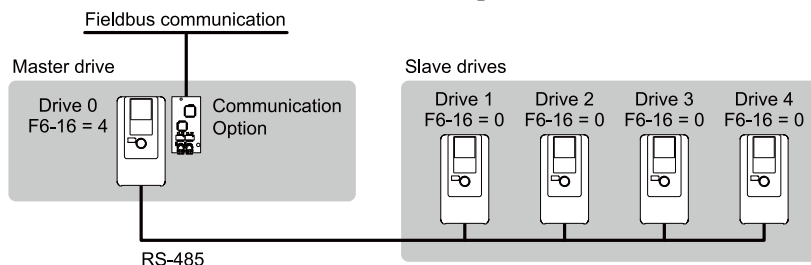 Fieldbus communication
Master drive
Slave drives
Drive 0
F6-16 = 4
Communication
Option
Drive 1
F6-16 = 0
Drive 2
F6-16 = 0
Drive 3
F6-16 = 0
Drive 4
F6-16 = 0
RS-485